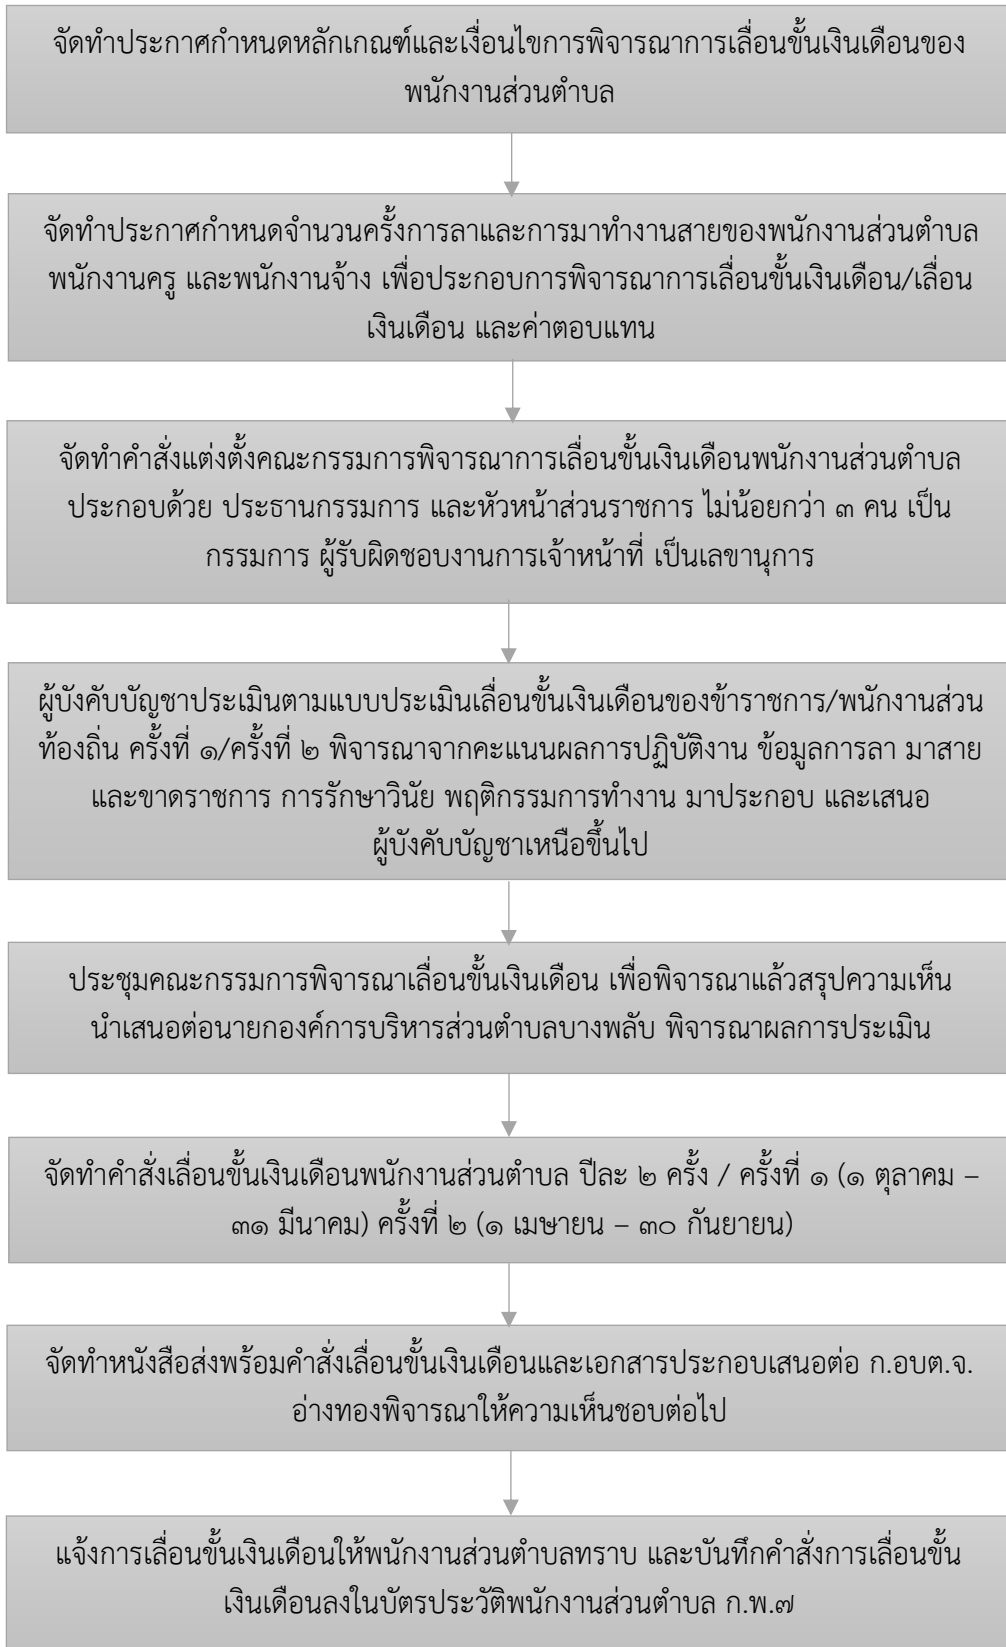 จัดทำประกาศกำหนดหลักเกณฑ์และเงื่อนไขการพิจารณาการเลื่อนขั้นเงินเดือนของ
พนักงานส่วนตำบล
จัดทำประกาศกำหนดจำนวนครั้งการลาและการมาทำงานสายของพนักงานส่วนตำบล
พนักงานครู และพนักงานจ้าง เพื่อประกอบการพิจารณาการเลื่อนขั้นเงินเดือน/เลื่อน
เงินเดือน และค่าตอบแทน
จัดทำคำสั่งแต่งตั้งคณะกรรมการพิจารณาการเลื่อนขั้นเงินเดือนพนักงานส่วนตำบล
ประกอบด้วย ประธานกรรมการ และหัวหน้าส่วนราชการ ไม่น้อยกว่า ๓ คน เป็น
กรรมการ ผู้รับผิดชอบงานการเจ้าหน้าที่ เป็นเลขานุการ
ผู้บังคับบัญชาประเมินตามแบบประเมินเลื่อนขั้นเงินเดือนของข้าราชการ/พนักงานส่วน
ท้องถิ่น ครั้งที่ ๑/ครั้งที่ ๒ พิจารณาจากคะแนนผลการปฏิบัติงาน ข้อมูลการลา มาสาย
และขาดราชการ การรักษาวินัย พฤติกรรมการทำงาน มาประกอบ และเสนอ
ผู้บังคับบัญชาเหนือขึ้นไป
ประชุมคณะกรรมการพิจารณาเลื่อนขั้นเงินเดือน เพื่อพิจารณาแล้วสรุปความเห็น
นำเสนอต่อนายกองค์การบริหารส่วนตำบลบางพลับ พิจารณาผลการประเมิน
จัดทำคำสั่งเลื่อนขั้นเงินเดือนพนักงานส่วนตำบล ปีละ ๒ ครั้ง / ครั้งที่ ๑ (๑ ตุลาคม –
๓๑ มีนาคม) ครั้งที่ ๒ (๑ เมษายน – ๓๐ กันยายน)
จัดทำหนังสือส่งพร้อมคำสั่งเลื่อนขั้นเงินเดือนและเอกสารประกอบเสนอต่อ ก.อบต.จ.
อ่างทองพิจารณาให้ความเห็นชอบต่อไป
แจ้งการเลื่อนขั้นเงินเดือนให้พนักงานส่วนตำบลทราบ และบันทึกคำสั่งการเลื่อนขั้น
เงินเดือนลงในบัตรประวัติพนักงานส่วนตำบล ก.พ.๗